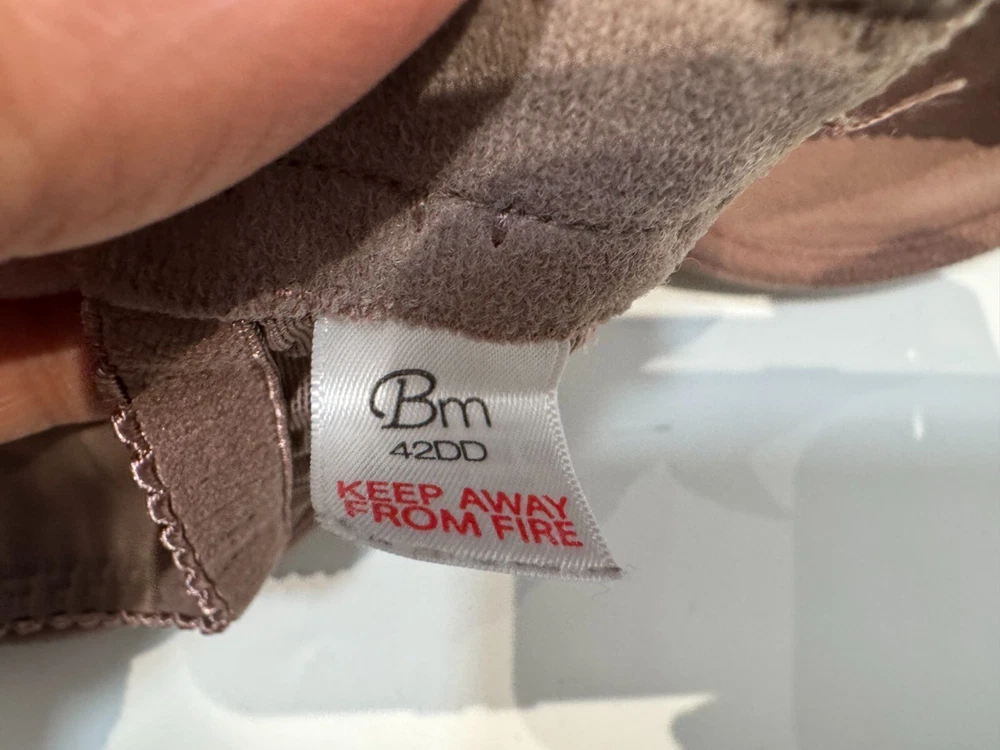 Bm
42DD
KEEP AWAY
FROM FIRE